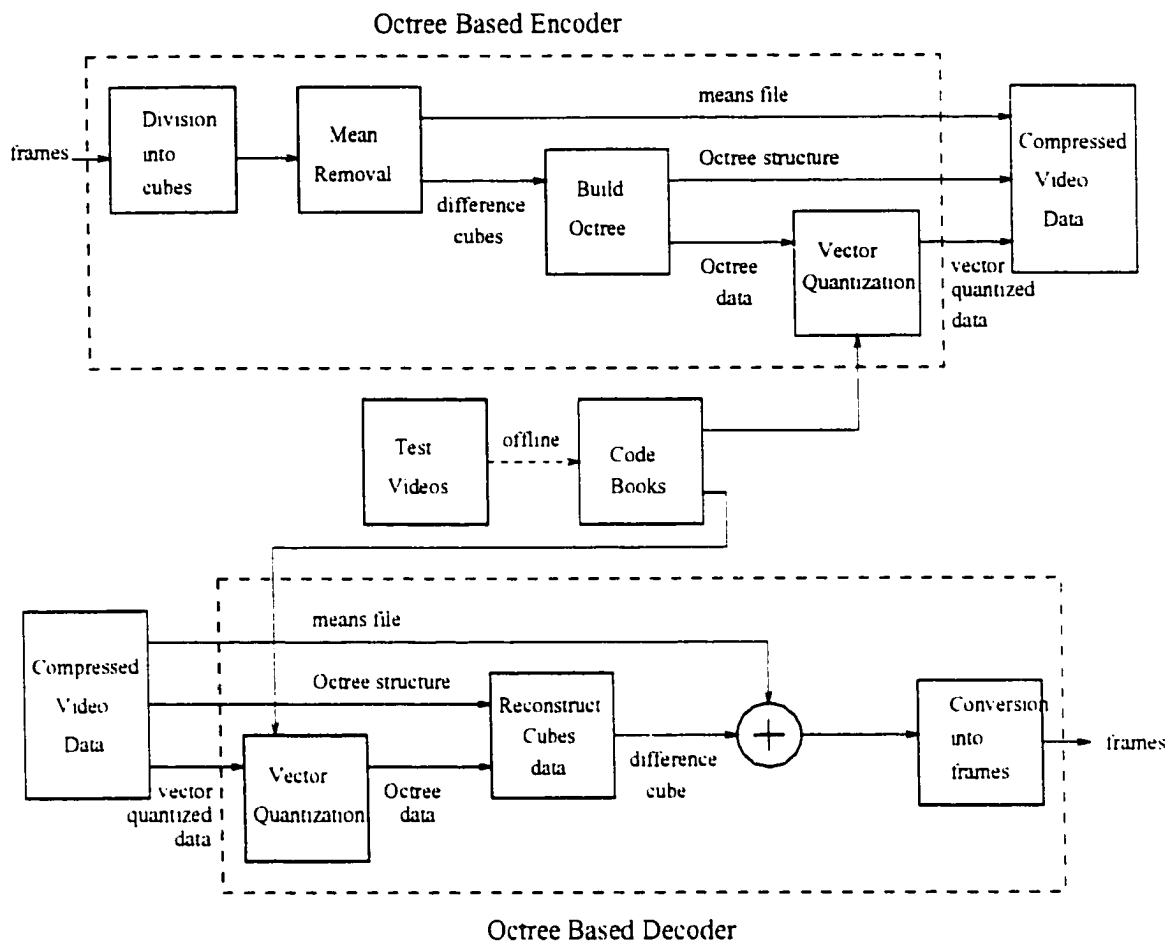 Octree Based Encoder
frames
Division
into
cubes
Mean
Removal
means file
difference
cubes
Build
Octree
Octree structure
Octree
data
Vector
Quantization
vector
quantized
data
Compressed
Video
Data
Test
Videos
offline
Code
Books
Compressed
Video
Data
means file
Octree structure
vector
quantized data
Vector
Quantization
Octree
data
Reconstruct
Cubes
data
difference
cube
+
Conversion
into
frames
frames
Octree Based Decoder